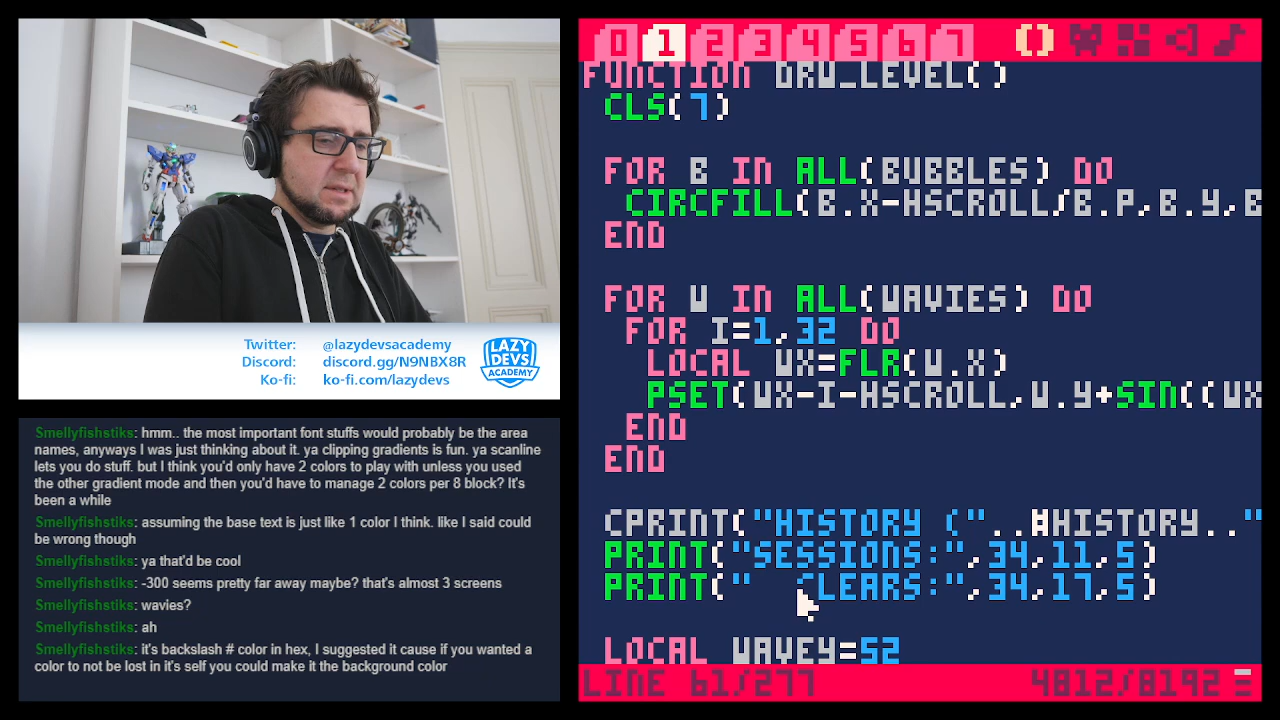 Twitter: @lazydevsacademy
Discord: discord.gg/N9NBX8R
Ko-fi: ko-fi.com/lazydevs
LAZY
DEVS
ACADEMY
Smellyfishstiks: hmm.. the most important font stuffs would probably be the area
names, anyways I was just thinking about it. ya clipping gradients is fun. ya scanline
lets you do stuff. but I think you'd only have 2 colors to play with unless you used
the other gradient mode and then you'd have to manage 2 colors per 8 block? It's
been a while
Smellyfishstiks: assuming the base text is just like 1 color I think. like I said could
be wrong though
Smellyfishstiks: ya that'd be cool
Smellyfishstiks: -300 seems pretty far away maybe? that's almost 3 screens
Smellyfishstiks: wavies?
Smellyfishstiks: ah
Smellyfishstiks: it's backslash # color in hex, I suggested it cause if you wanted a
color to not be lost in it's self you could make it the background color
0 1 2 3 4 5 6 7 ()
FUNCTION DRW_LEVEL()
CLS(7)
FOR B IN ALL(BUBBLES) DO
CIRCFILL(B.X-HSCROLL/B.P,B.Y,B
END
FOR W IN ALL(WAVIES) DO
FOR I=1,32 DO
LOCAL WX=FLR(W.X)
PSET(WX-I-HSCROLL,W.Y+SIN((WX
END
END
CPRINT("HISTORY ("..#HISTORY.."
PRINT("SESSIONS:",34,11,5)
PRINT("  CLEARS:",34,17,5)
LOCAL WAVEY=52
LINE 61/277 4812/8192